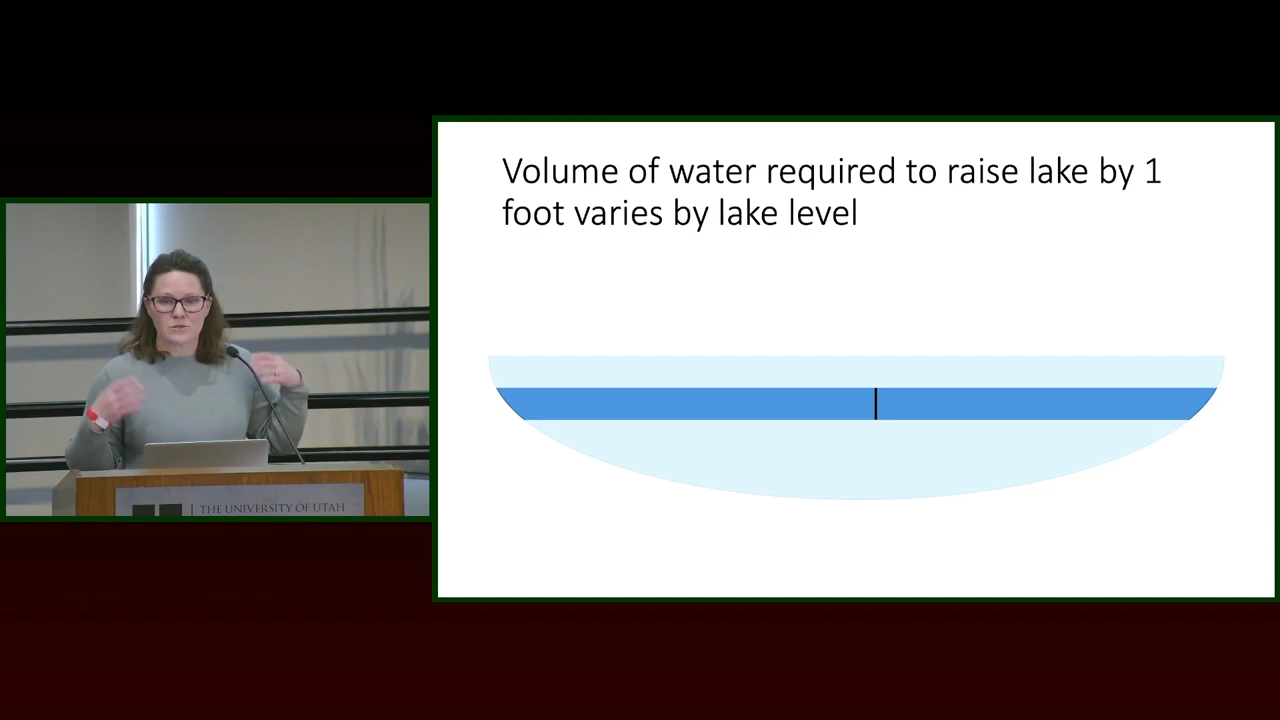 Volume of water required to raise lake by 1
foot varies by lake level
THE UNIVERSITY OF UTAH